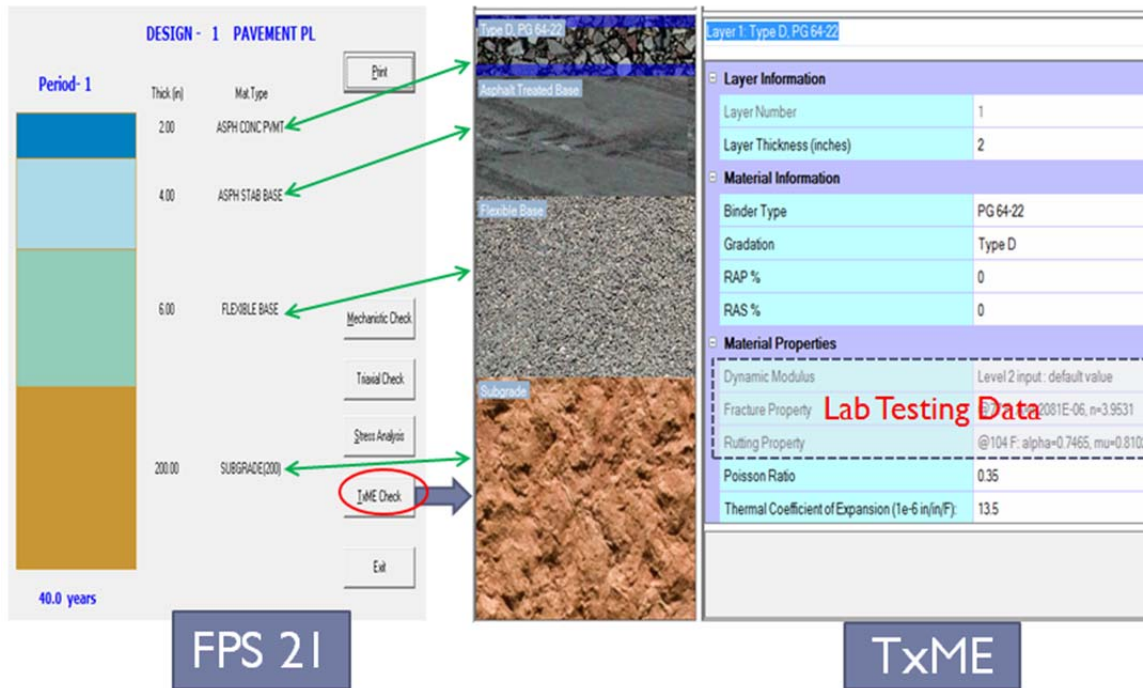 DESIGN - 1 PAVEMENT PL
Print
Period- 1
Thick (in) Mat.Type
2.00 ASPH CONC PVMT
4.00 ASPH STAB BASE
6.00 FLEXIBLE BASE
Mechanistic Check
Triaxial Check
Stress Analysis
200.00 SUBGRADE(200)
TxME Check
Exit
40.0 years
FPS 21
Type D, PG 64-22
Asphalt Treated Base
Flexible Base
Subgrade
Layer 1: Type D, PG 64-22
Layer Information
Layer Number 1
Layer Thickness (inches) 2
Material Information
Binder Type PG 64-22
Gradation Type D
RAP % 0
RAS % 0
Material Properties
Dynamic Modulus Level 2 input : default value
Fracture Property 2081E-06, n=3.9531
Lab Testing Data
Rutting Property @104 F: alpha=0.7465, mu=0.8103
Poisson Ratio 0.35
Thermal Coefficient of Expansion (1e-6 in/in/F): 13.5
TxME